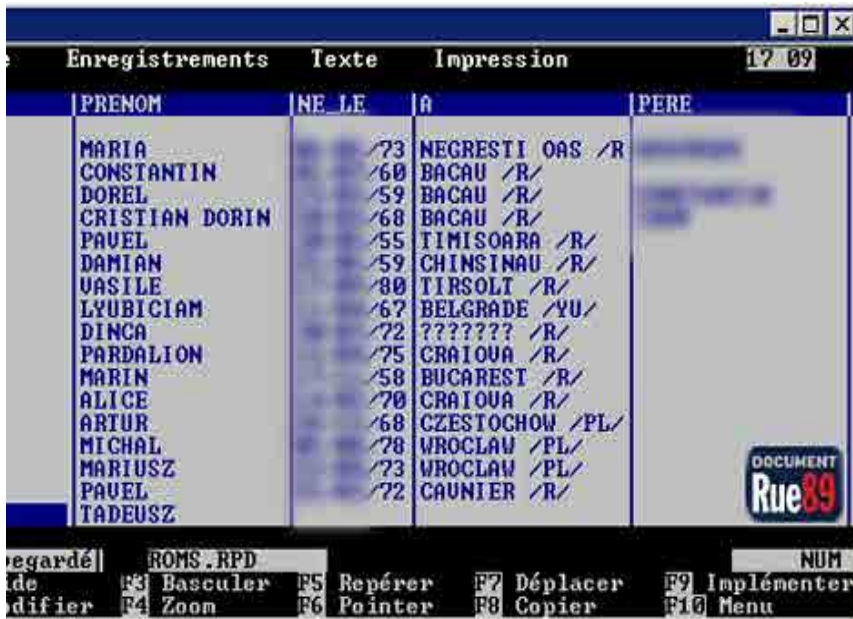 Enregistrements Texte Impression 17 09
PRENOM NE_LE A PERE
MARIA /73 NEGRESTI OAS /R
CONSTANTIN /60 BACAU /R/
DOREL /59 BACAU /R/
CRISTIAN DORIN /68 BACAU /R/
PAVEL /55 TIMISOARA /R/
DAMIAN /59 CHINSINAU /R/
VASILE /80 TIRSOLT /R/
LYUBICIAM /67 BELGRADE /YU/
DINCA /72 ??????? /R/
PARDALION /75 CRAIOVA /R/
MARIN /58 BUCAREST /R/
ALICE /70 CRAIOVA /R/
ARTUR /68 CZESTOCHOW /PL/
MICHAL /78 WROCLAW /PL/
MARIUSZ /73 WROCLAW /PL/
PAVEL /72 CAVNIER /R/
TADEUSZ
DOCUMENT
Rue89
vegardé ROMS.RPD NUM
ide F3 Basculer F5 Repérer F7 Déplacer F9 Implémenter
odifier F4 Zoom F6 Pointer F8 Copier F10 Menu